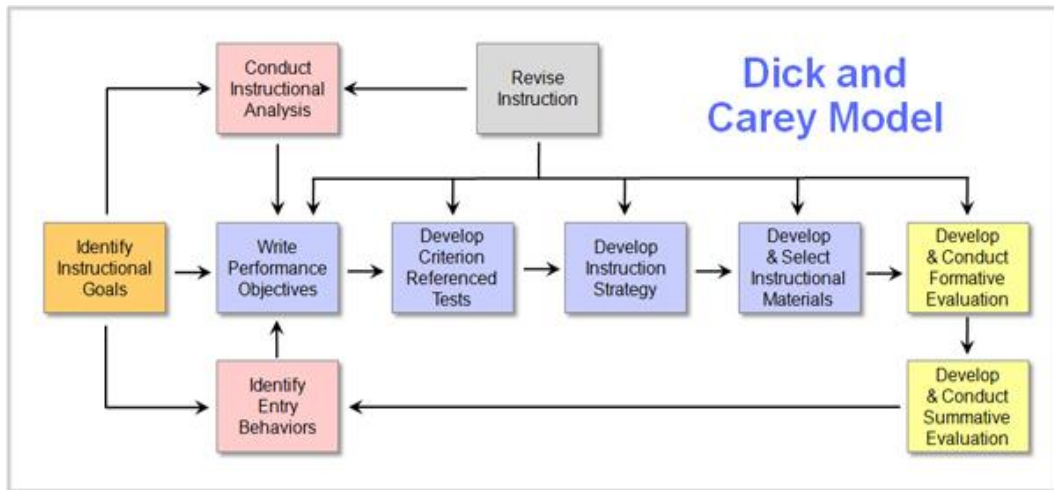 Conduct
Instructional
Analysis
Revise
Instruction
Dick and
Carey Model
Identify
Instructional
Goals
Write
Performance
Objectives
Develop
Criterion
Referenced
Tests
Develop
Instruction
Strategy
Develop
& Select
Instructional
Materials
Develop
& Conduct
Formative
Evaluation
Identify
Entry
Behaviors
Develop
& Conduct
Summative
Evaluation